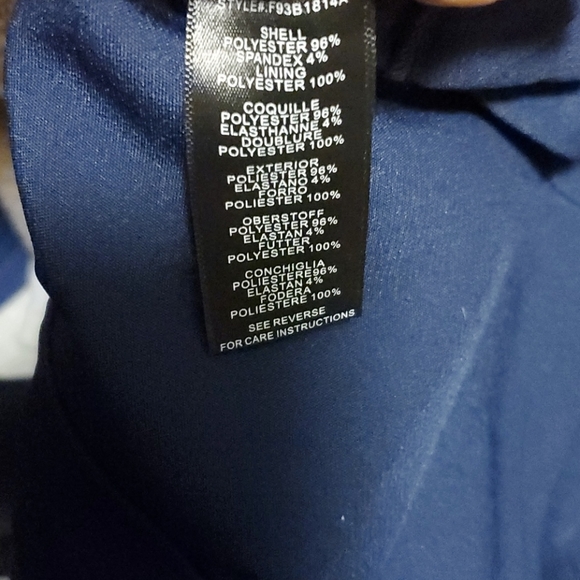 STYLE#:F93B1814A
SHELL
POLYESTER 96%
SPANDEX 4%
LINING
POLYESTER 100%
COQUILLE
POLYESTER 96%
ELASTHANNE 4%
DOUBLURE
POLYESTER 100%
EXTERIOR
POLIESTER 96%
ELASTANO 4%
FORRO
POLIESTER 100%
OBERSTOFF
POLYESTER 96%
ELASTAN 4%
FUTTER
POLYESTER 100%
CONCHIGLIA
POLIESTERE96%
ELASTAN 4%
FODERA
POLIESTERE 100%
SEE REVERSE
FOR CARE INSTRUCTIONS